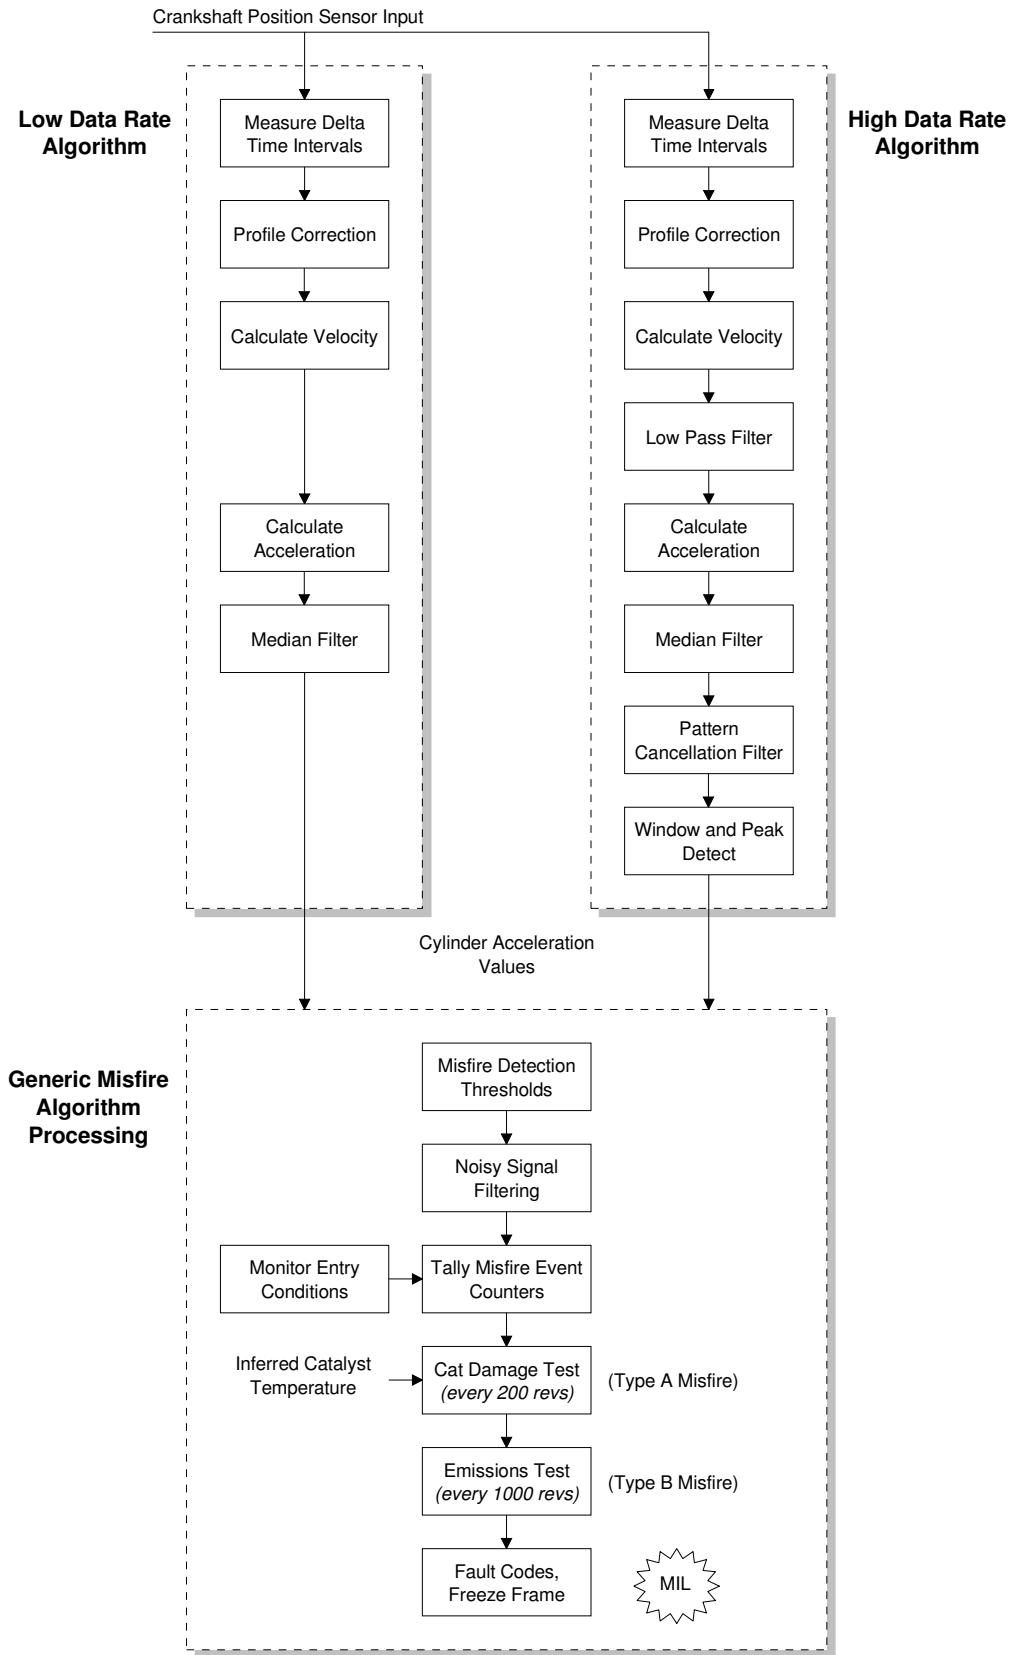 Crankshaft Position Sensor Input
Low Data Rate
Algorithm
Measure Delta
Time Intervals
Profile Correction
Calculate Velocity
Calculate
Acceleration
Median Filter
High Data Rate
Algorithm
Measure Delta
Time Intervals
Profile Correction
Calculate Velocity
Low Pass Filter
Calculate
Acceleration
Median Filter
Pattern
Cancellation Filter
Window and Peak
Detect
Cylinder Acceleration
Values
Generic Misfire
Algorithm
Processing
Misfire Detection
Thresholds
Noisy Signal
Filtering
Monitor Entry
Conditions
Tally Misfire Event
Counters
Inferred Catalyst
Temperature
Cat Damage Test
(every 200 revs)
(Type A Misfire)
Emissions Test
(every 1000 revs)
(Type B Misfire)
Fault Codes,
Freeze Frame
MIL